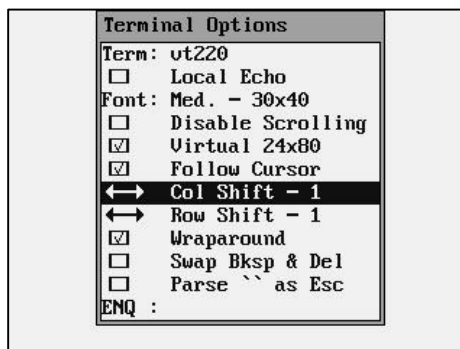 Terminal Options
Term: vt220
Local Echo
Font: Med. - 30x40
Disable Scrolling
Virtual 24x80
Follow Cursor
Col Shift - 1
Row Shift - 1
Wraparound
Swap Bksp & Del
Parse `` as Esc
ENQ :